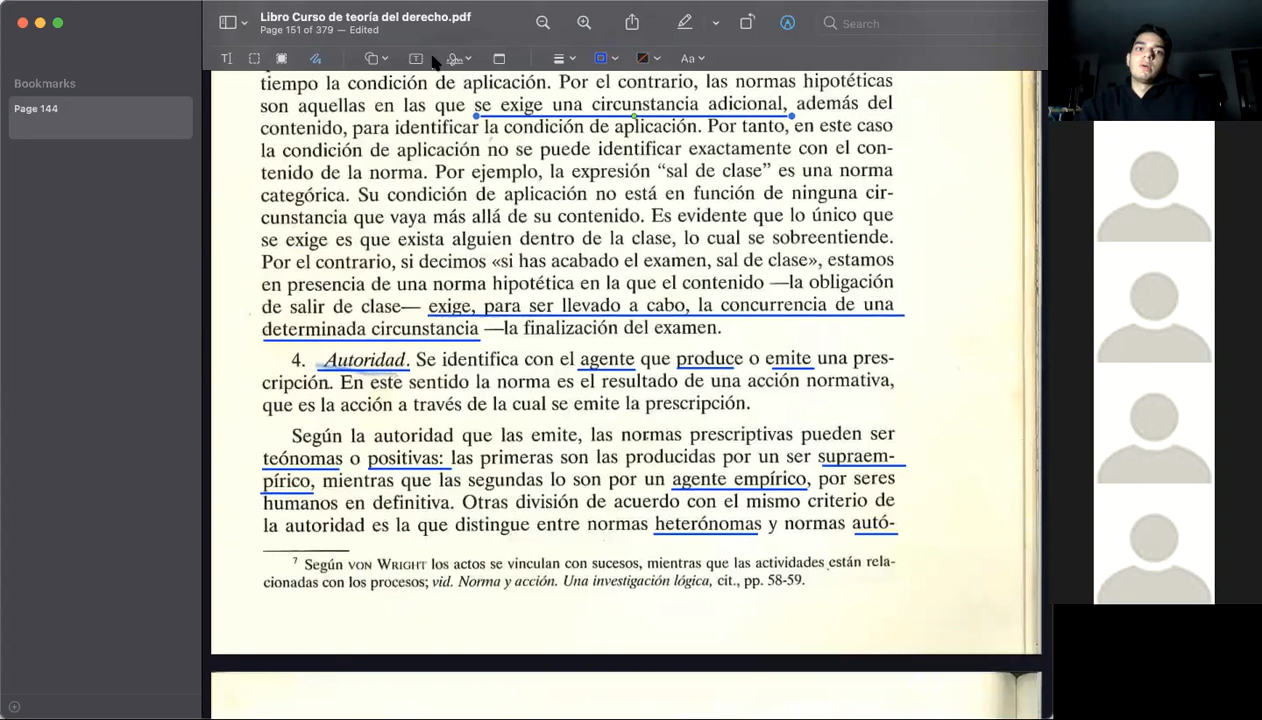 Libro Curso de teoría del derecho.pdf
Page 151 of 379 — Edited
Search
Aa
Bookmarks
Page 144
tiempo la condición de aplicación. Por el contrario, las normas hipotéticas
son aquellas en las que se exige una circunstancia adicional, además del
contenido, para identificar la condición de aplicación. Por tanto, en este caso
la condición de aplicación no se puede identificar exactamente con el con-
tenido de la norma. Por ejemplo, la expresión “sal de clase” es una norma
categórica. Su condición de aplicación no está en función de ninguna cir-
cunstancia que vaya más allá de su contenido. Es evidente que lo único que
se exige es que exista alguien dentro de la clase, lo cual se sobreentiende.
Por el contrario, si decimos «si has acabado el examen, sal de clase», estamos
en presencia de una norma hipotética en la que el contenido —la obligación
de salir de clase— exige, para ser llevado a cabo, la concurrencia de una
determinada circunstancia —la finalización del examen.
4. Autoridad. Se identifica con el agente que produce o emite una pres-
cripción. En este sentido la norma es el resultado de una acción normativa,
que es la acción a través de la cual se emite la prescripción.
Según la autoridad que las emite, las normas prescriptivas pueden ser
teónomas o positivas: las primeras son las producidas por un ser supraem-
pírico, mientras que las segundas lo son por un agente empírico, por seres
humanos en definitiva. Otras división de acuerdo con el mismo criterio de
la autoridad es la que distingue entre normas heterónomas y normas autó-
7 Según VON WRIGHT los actos se vinculan con sucesos, mientras que las actividades están rela-
cionadas con los procesos; vid. Norma y acción. Una investigación lógica, cit., pp. 58-59.